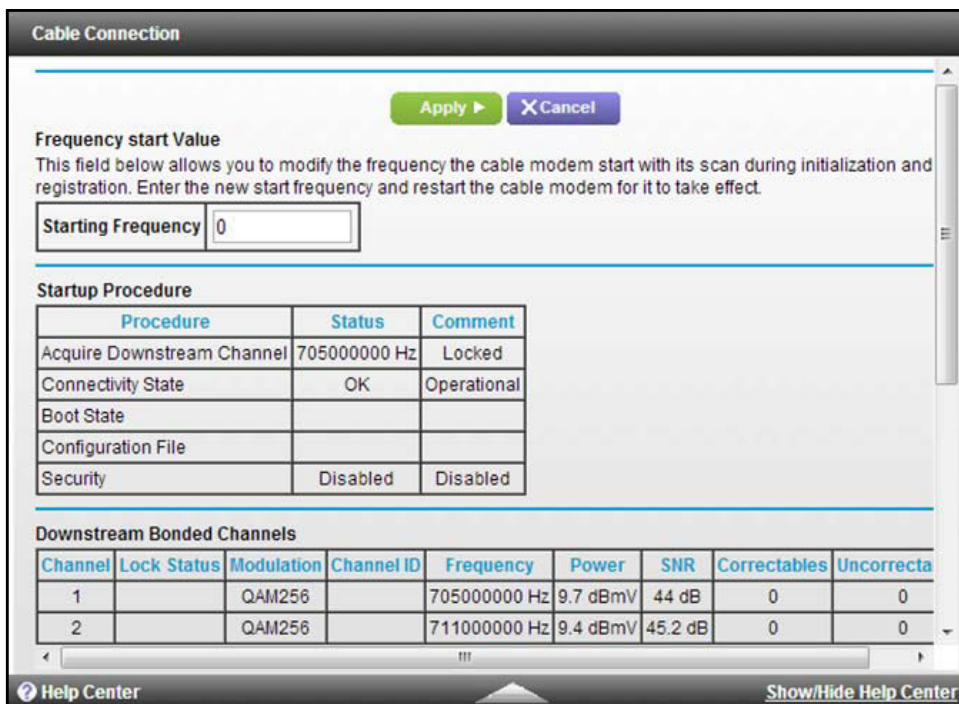 Cable Connection
Apply
Cancel
Frequency start Value
This field below allows you to modify the frequency the cable modem start with its scan during initialization and
registration. Enter the new start frequency and restart the cable modem for it to take effect.
Starting Frequency 0
Startup Procedure
Procedure Status Comment
Acquire Downstream Channel 705000000 Hz Locked
Connectivity State OK Operational
Boot State
Configuration File
Security Disabled Disabled
Downstream Bonded Channels
Channel Lock Status Modulation Channel ID Frequency Power SNR Correctables Uncorrecta
1 QAM256 705000000 Hz 9.7 dBmV 44 dB 0 0
2 QAM256 711000000 Hz 9.4 dBmV 45.2 dB 0 0
Help Center
Show/Hide Help Center